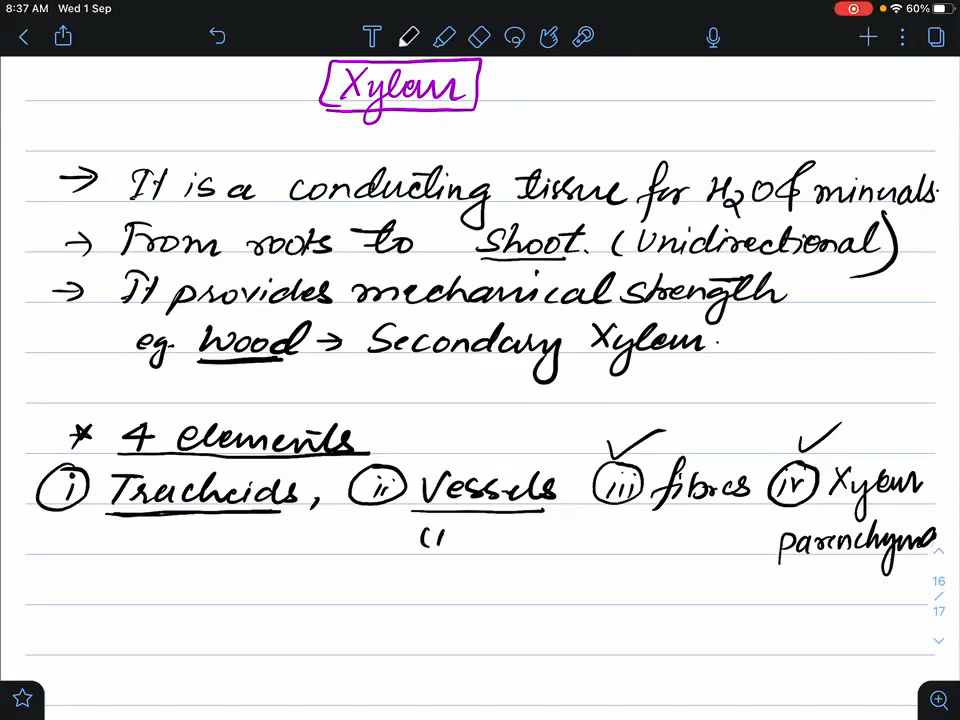 8:37 AM Wed 1 Sep 60%
T
Xylem
→ It is a conducting tissue for H₂O & minerals.
→ From roots to shoot. (Unidirectional)
→ It provides mechanical strength
eg. Wood → Secondary Xylem.
* 4 elements
(i) Tracheids, (ii) Vessels (iii) fibres (iv) Xylem
parenchyma
16
/
17